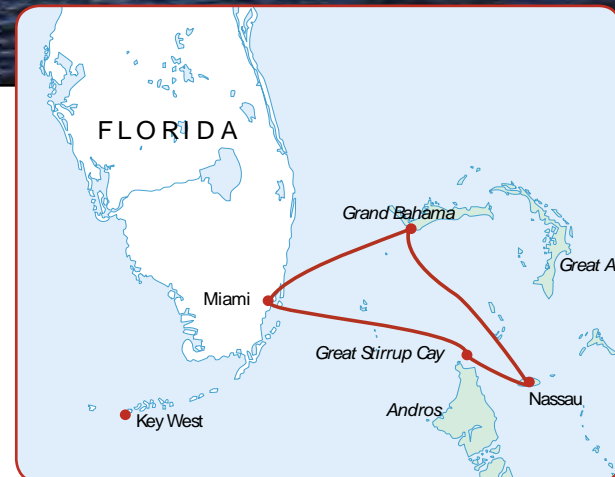 FLORIDA
Grand Bahama
Great A
Miami
Great Stirrup Cay
Andros
Nassau
Key West